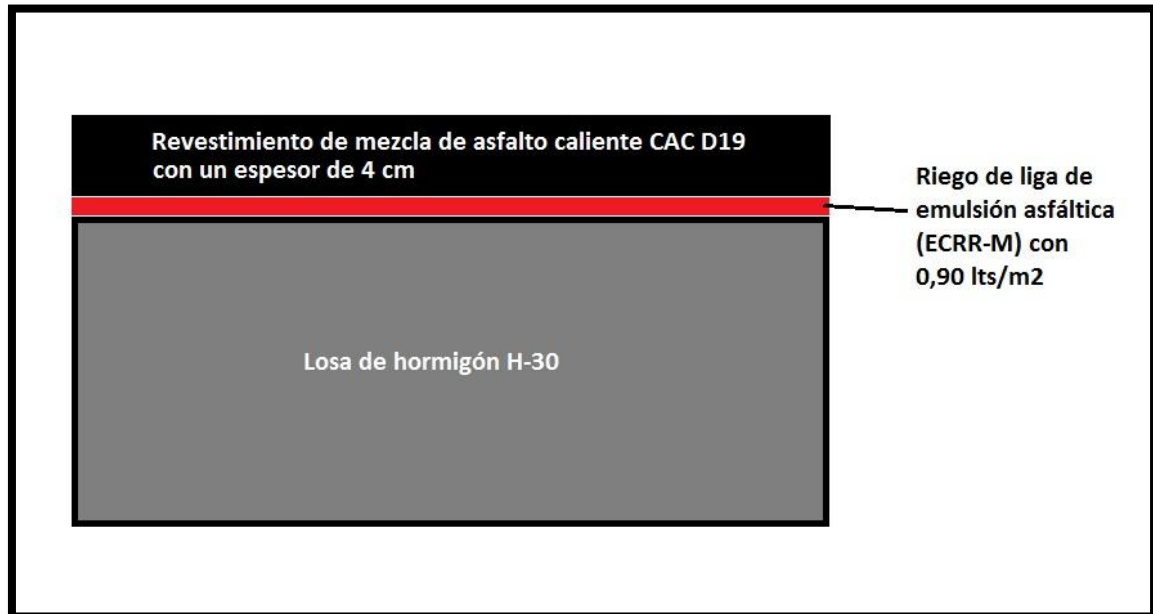 Revestimiento de mezcla de asfalto caliente CAC D19
con un espesor de 4 cm
Riego de liga de
emulsión asfáltica
(ECRR-M) con
0,90 lts/m2
Losa de hormigón H-30